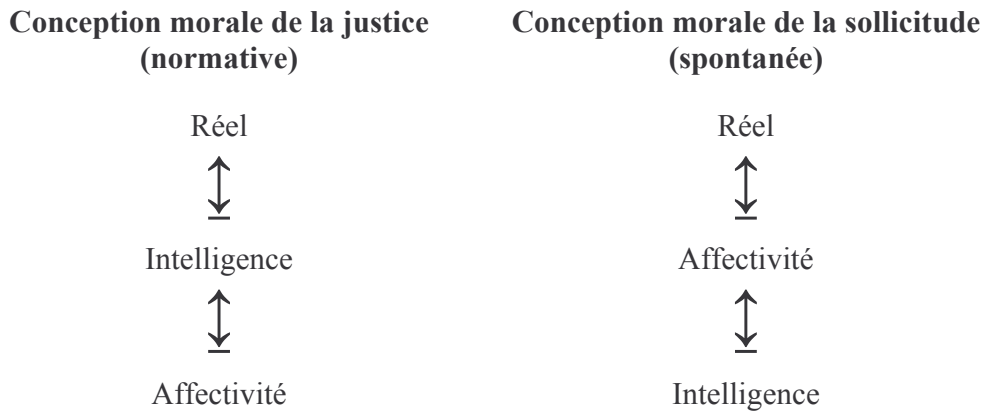 Conception morale de la justice
(normative)
Réel
Intelligence
Affectivité
Conception morale de la sollicitude
(spontanée)
Réel
Affectivité
Intelligence